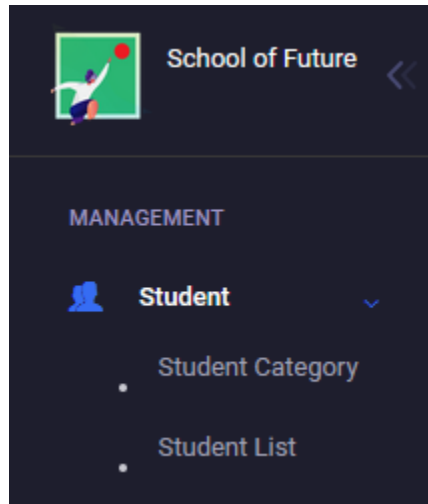 School of Future
MANAGEMENT
Student
Student Category
Student List